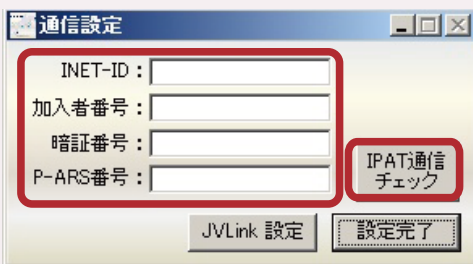 通信設定
INET-ID：
加入者番号：
暗証番号：
P-ARS番号：
IPAT通信
チェック
JVLink 設定
設定完了